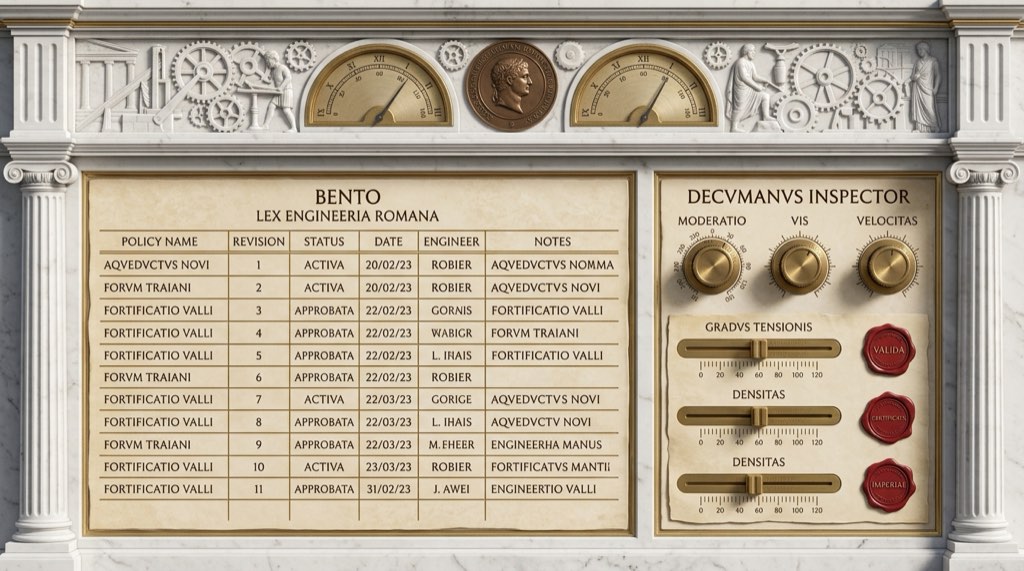 BENTO
LEX ENGINEERIA ROMANA
POLICY NAME REVISION STATUS DATE ENGINEER NOTES
AQVEDVCTVS NOVI 1 ACTIVA 20/02/23 ROBIER AQVEDVCTVS NOMMA
FORVM TRAIANI 2 ACTIVA 20/02/23 ROBIER AQVEDVCTVS NOVI
FORTIFICATIO VALLI 3 APPROBATA 22/02/23 GORNIS FORTIFICATIO VALLI
FORTIFICATIO VALLI 4 APPROBATA 22/02/23 WABIGR FORVM TRAIANI
FORTIFICATIO VALLI 5 APPROBATA 22/02/23 L. IHAIS FORTIFICATIO VALLI
FORVM TRAIANI 6 APPROBATA 22/02/23 ROBIER
FORTIFICATIO VALLI 7 ACTIVA 22/03/23 GORIGE AQVEDVCTVS NOVI
FORTIFICATIO VALLI 8 APPROBATA 22/02/23 L. IHAIS AQVEDVCTV NOVI
FORVM TRAIANI 9 APPROBATA 22/03/23 M.EHEER ENGINEERHA MANUS
FORTIFICATIO VALLI 10 ACTIVA 23/03/23 ROBIER FORTIFICATVS
FORTIFICATIO VALLI 11 APPROBATA 31/02/23 J. AWEI ENGINEERTIO VALLI
DECVMANVS INSPECTOR
MODERATIO VIS VELOCITAS
GRADVS TENSIONIS
VALIDA
0 20 40 60 80 100 120
DENSITAS
0 20 40 60 80 100 120
DENSITAS
IMPERIAE
0 20 40 60 80 100 120